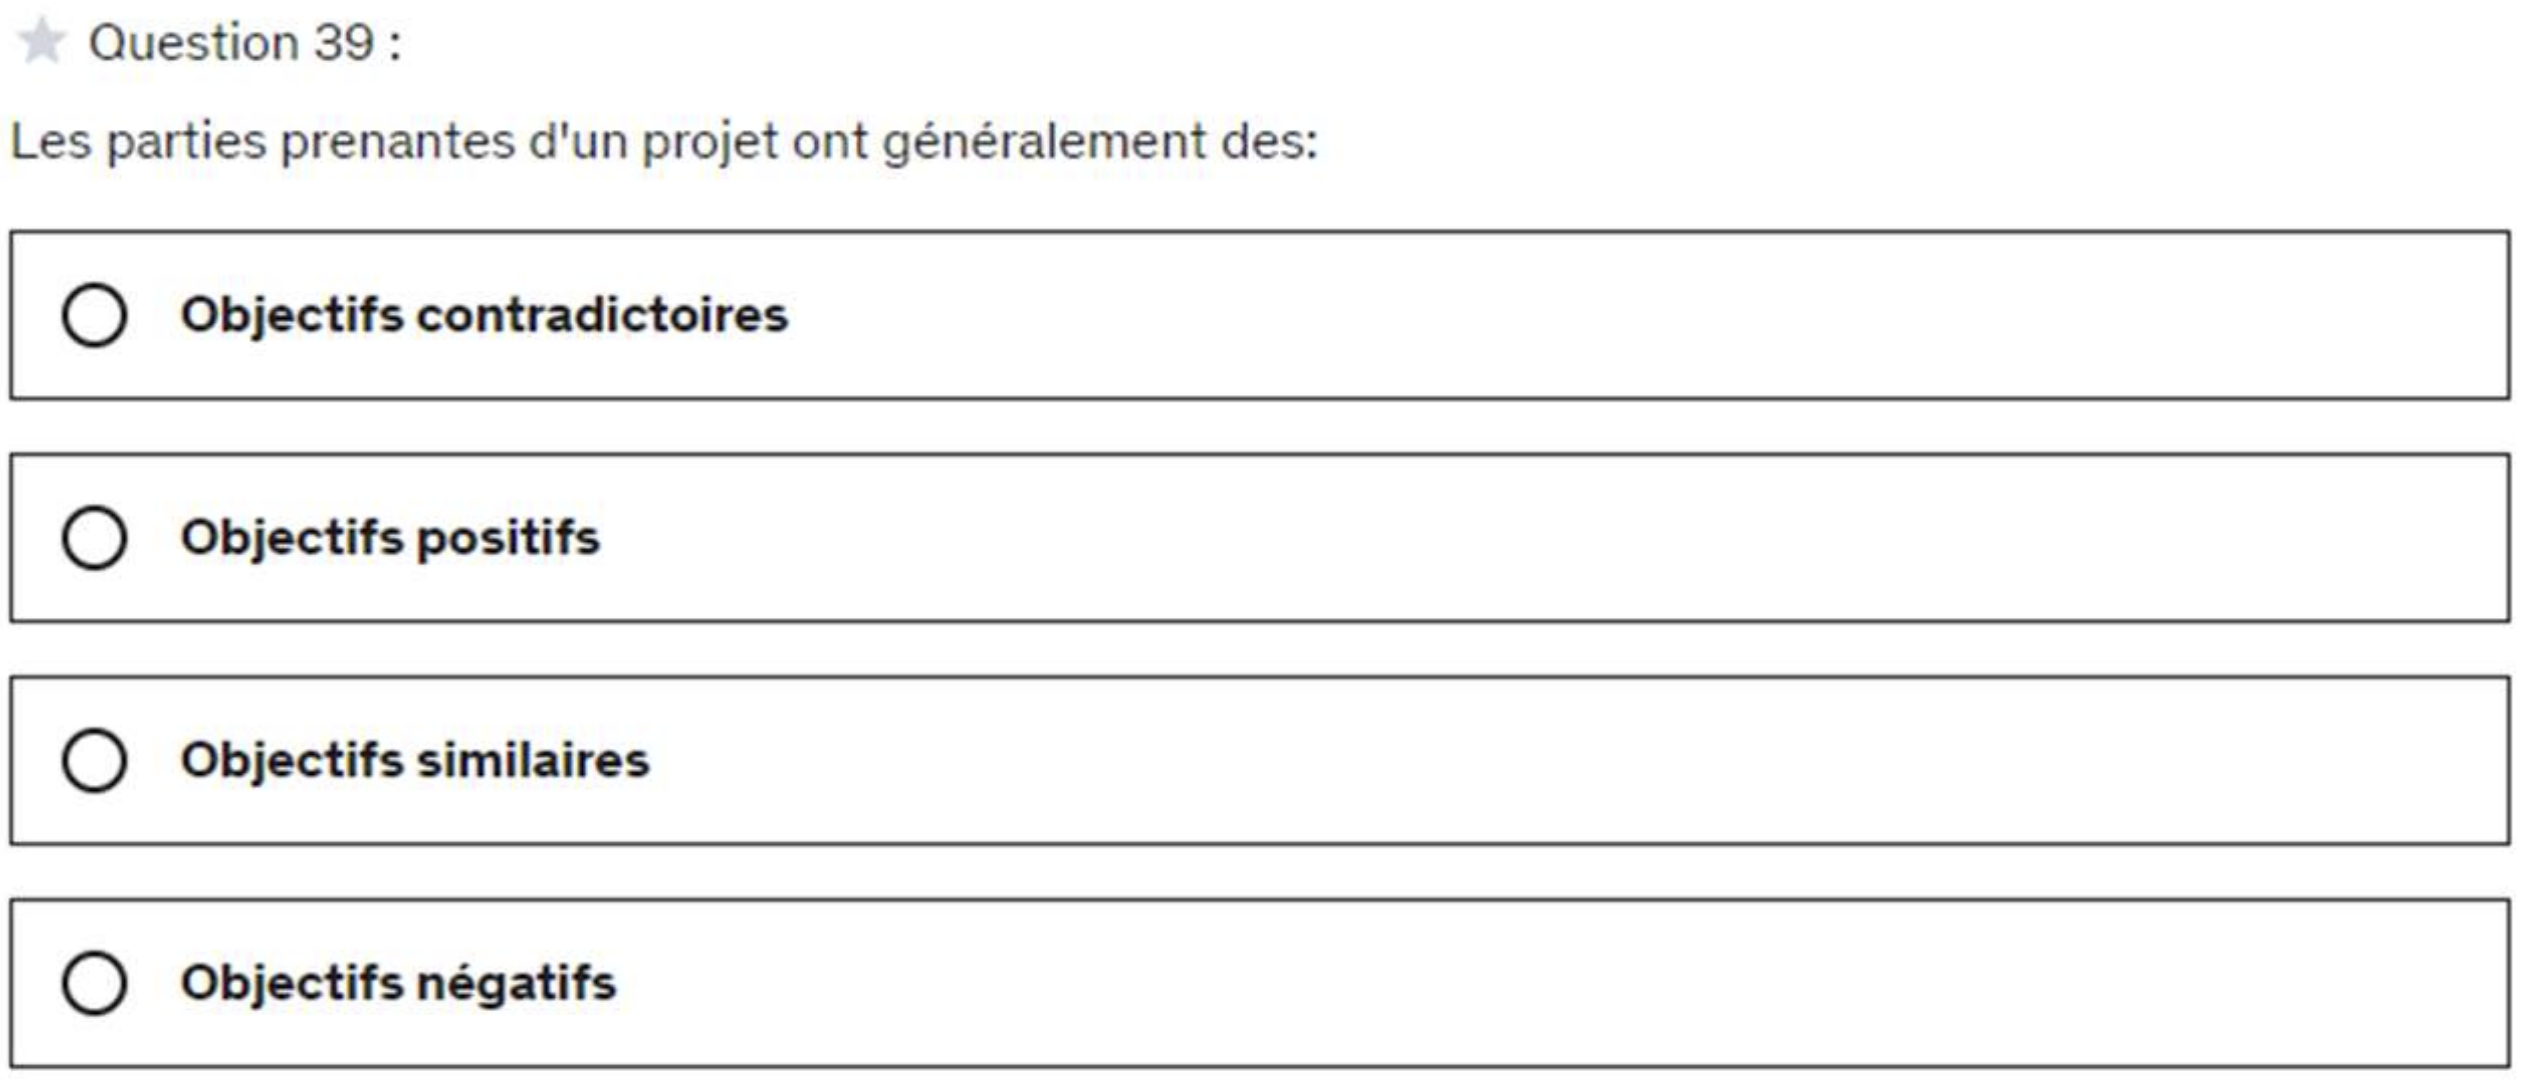 Question 39 :
Les parties prenantes d'un projet ont généralement des:
Objectifs contradictoires
Objectifs positifs
Objectifs similaires
Objectifs négatifs